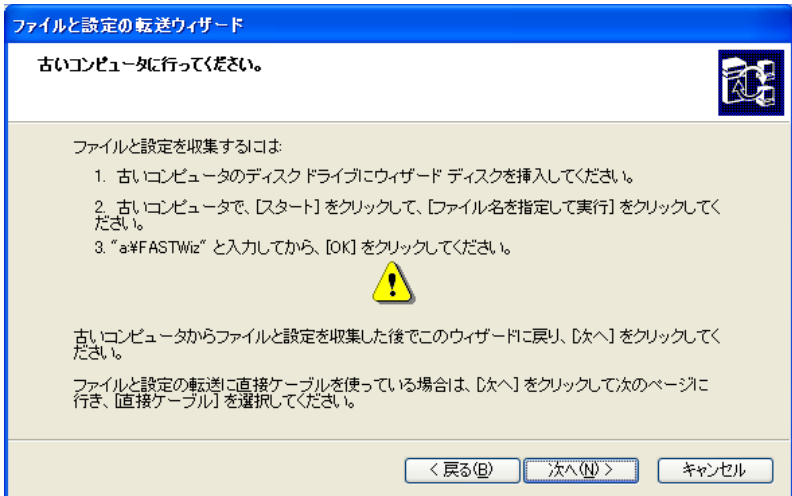 ファイルと設定の転送ウィザード
古いコンピュータに行ってください。
ファイルと設定を収集するには:
1. 古いコンピュータのディスク ドライブにウィザード ディスクを挿入してください。
2. 古いコンピュータで、[スタート] をクリックして、[ファイル名を指定して実行] をクリックしてく
ださい。
3. "a:¥FASTWiz" と入力してから、[OK] をクリックしてください。
古いコンピュータからファイルと設定を収集した後でこのウィザードに戻り、[次へ] をクリックしてく
ださい。
ファイルと設定の転送に直接ケーブルを使っている場合は、[次へ] をクリックして次のページに
行き、[直接ケーブル] を選択してください。
< 戻る(B)
次へ(N) >
キャンセル